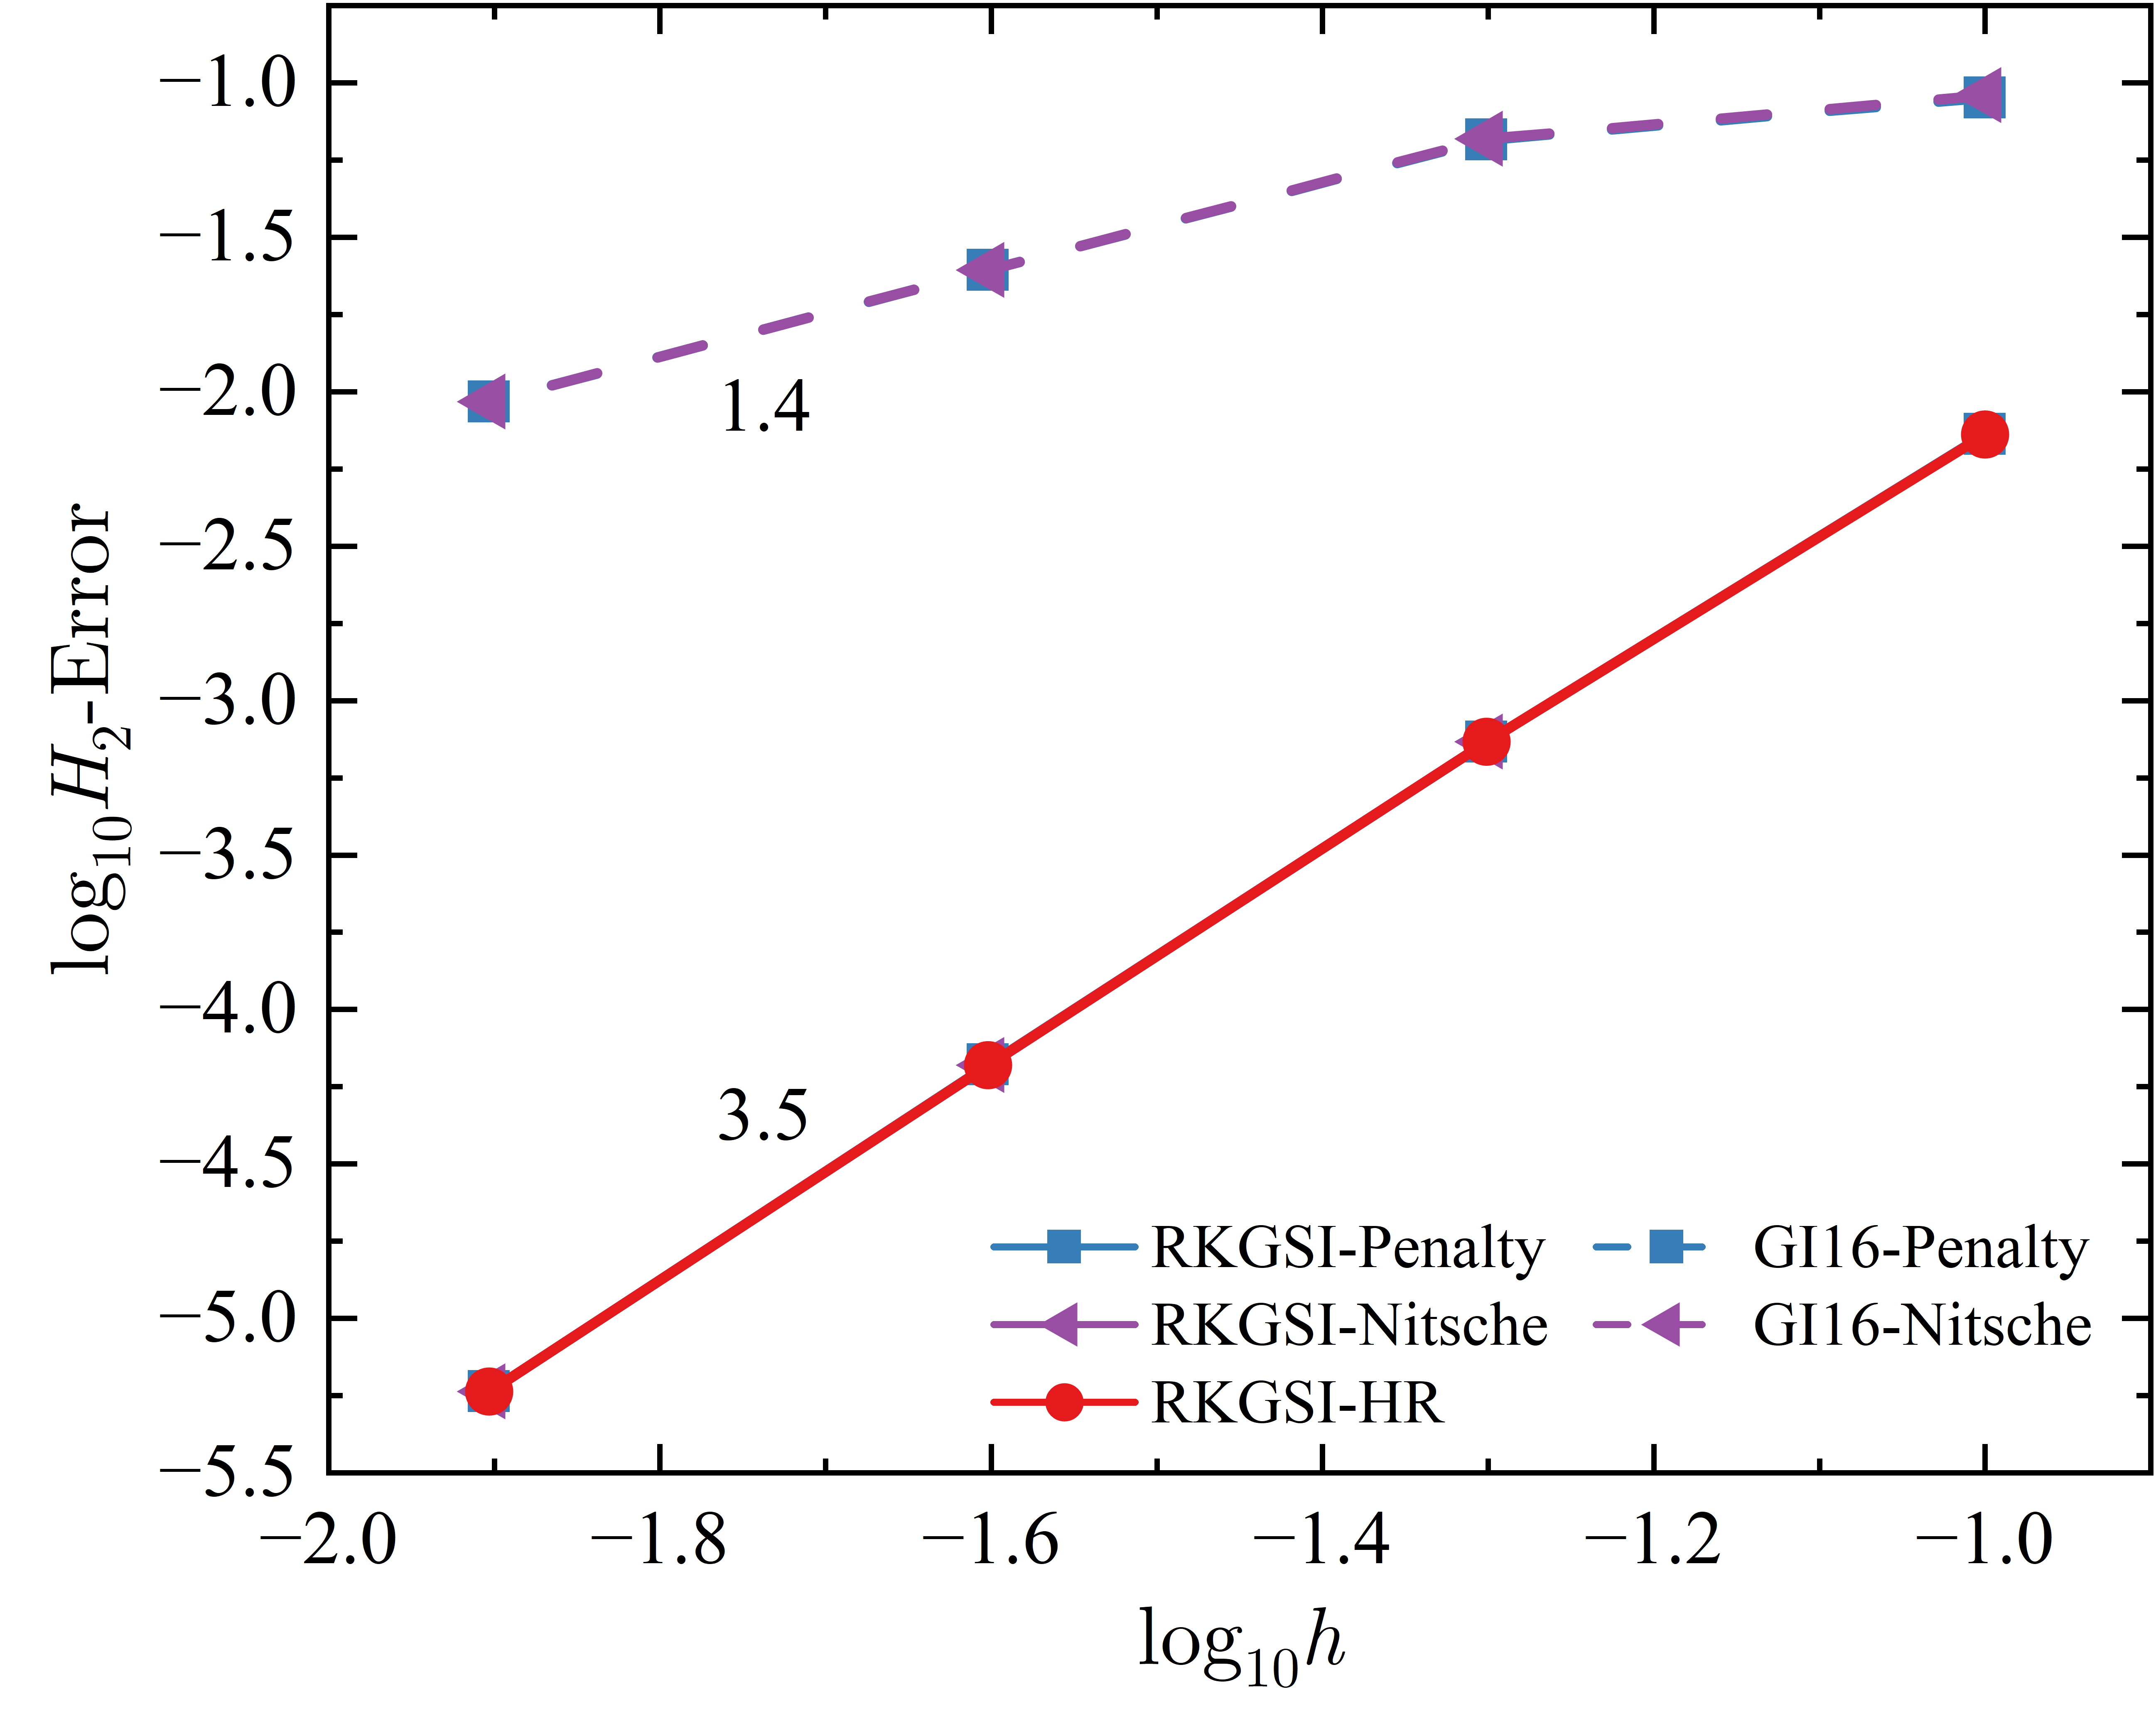 −1.0
−1.5
−2.0
−2.5
−3.0
−3.5
−4.0
−4.5
−5.0
−5.5
log₁₀H₂-Error
1.4
3.5
RKGSI-Penalty
GI16-Penalty
RKGSI-Nitsche
GI16-Nitsche
RKGSI-HR
−2.0
−1.8
−1.6
−1.4
−1.2
−1.0
log₁₀h